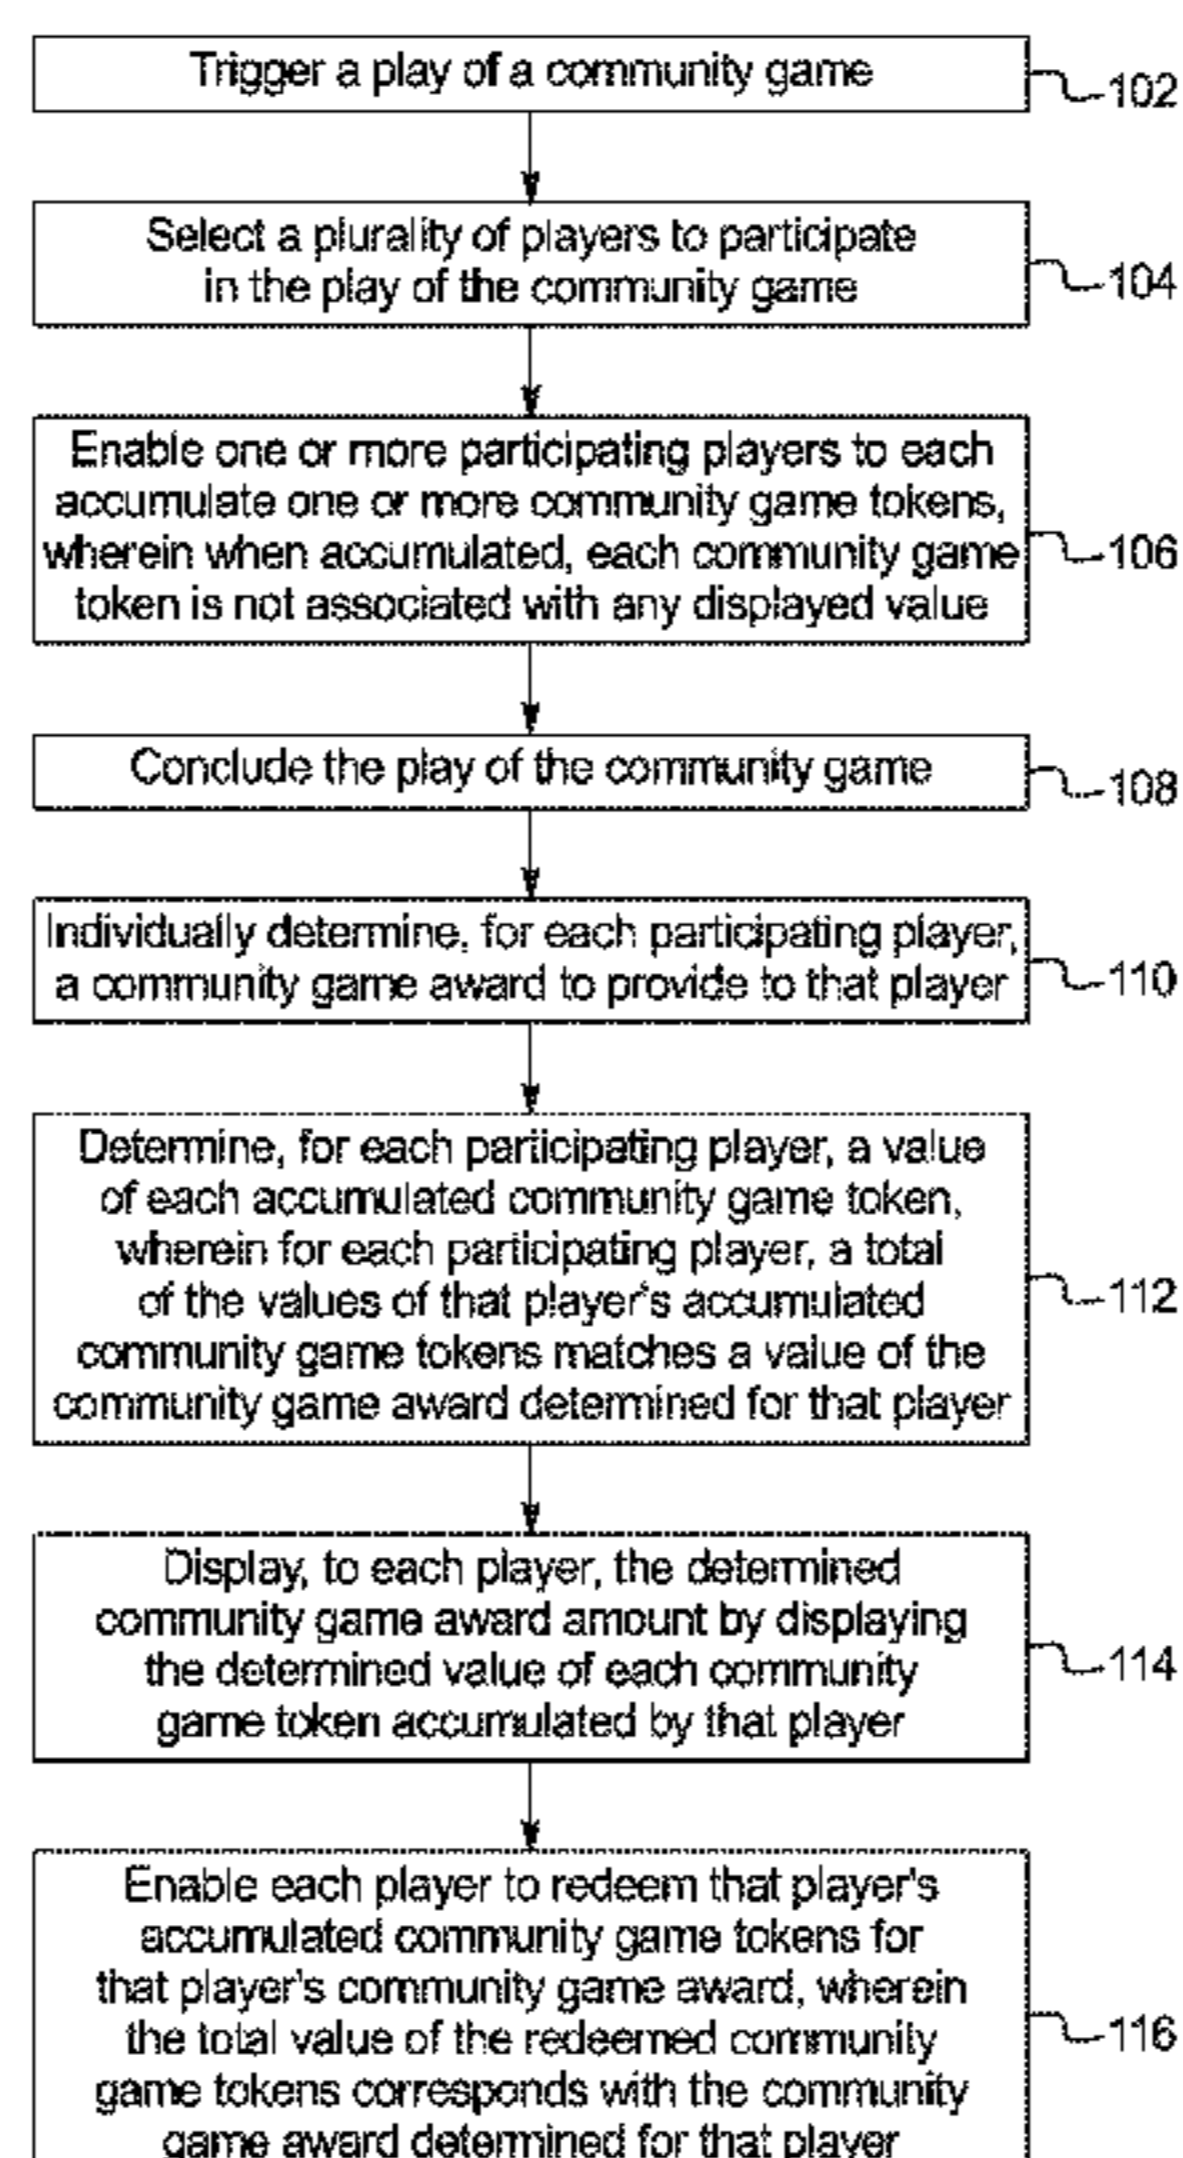 Trigger a play of a community game
102
Select a plurality of players to participate
in the play of the community game
104
Enable one or more participating players to each
accumulate one or more community game tokens,
wherein when accumulated, each community game
token is not associated with any displayed value
106
Conclude the play of the community game
108
Individually determine, for each participating player,
a community game award to provide to that player
110
Determine, for each participating player, a value
of each accumulated community game token,
wherein for each participating player, a total
of the values of that player's accumulated
community game tokens matches a value of the
community game award determined for that player
112
Display, to each player, the determined
community game award amount by displaying
the determined value of each community
game token accumulated by that player
114
Enable each player to redeem that player's
accumulated community game tokens for
that player's community game award, wherein
the total value of the redeemed community
game tokens corresponds with the community
game award determined for that player
116